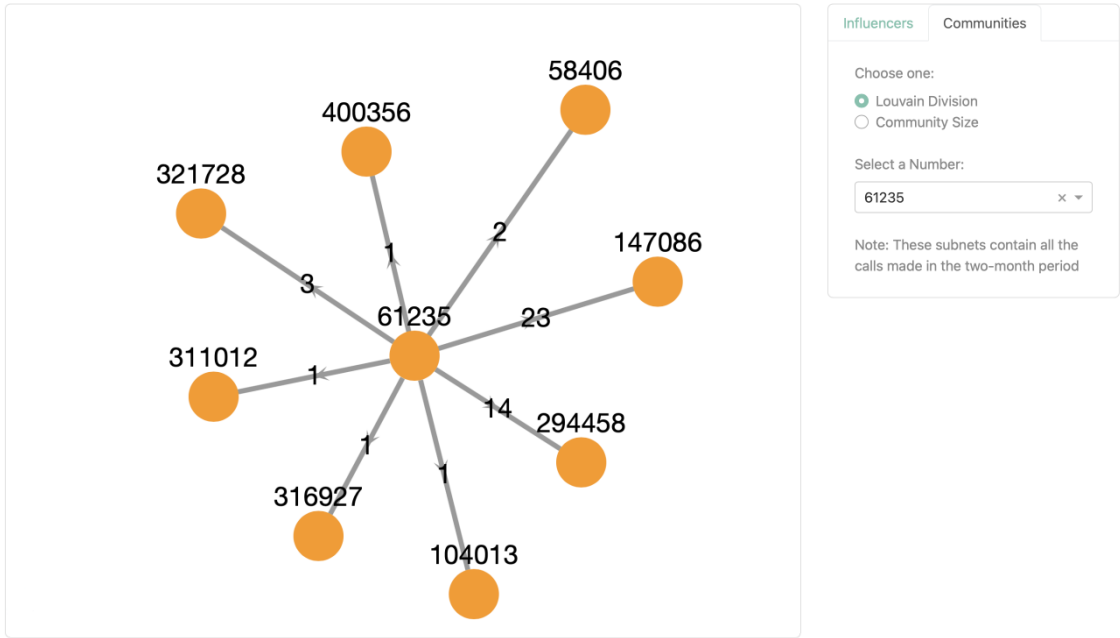 58406
400356
321728
2
147086
1
3
61235
23
311012
1
14
294458
1
1
316927
104013
Influencers
Communities
Choose one:
Louvain Division
Community Size
Select a Number:
61235
Note: These subnets contain all the
calls made in the two-month period